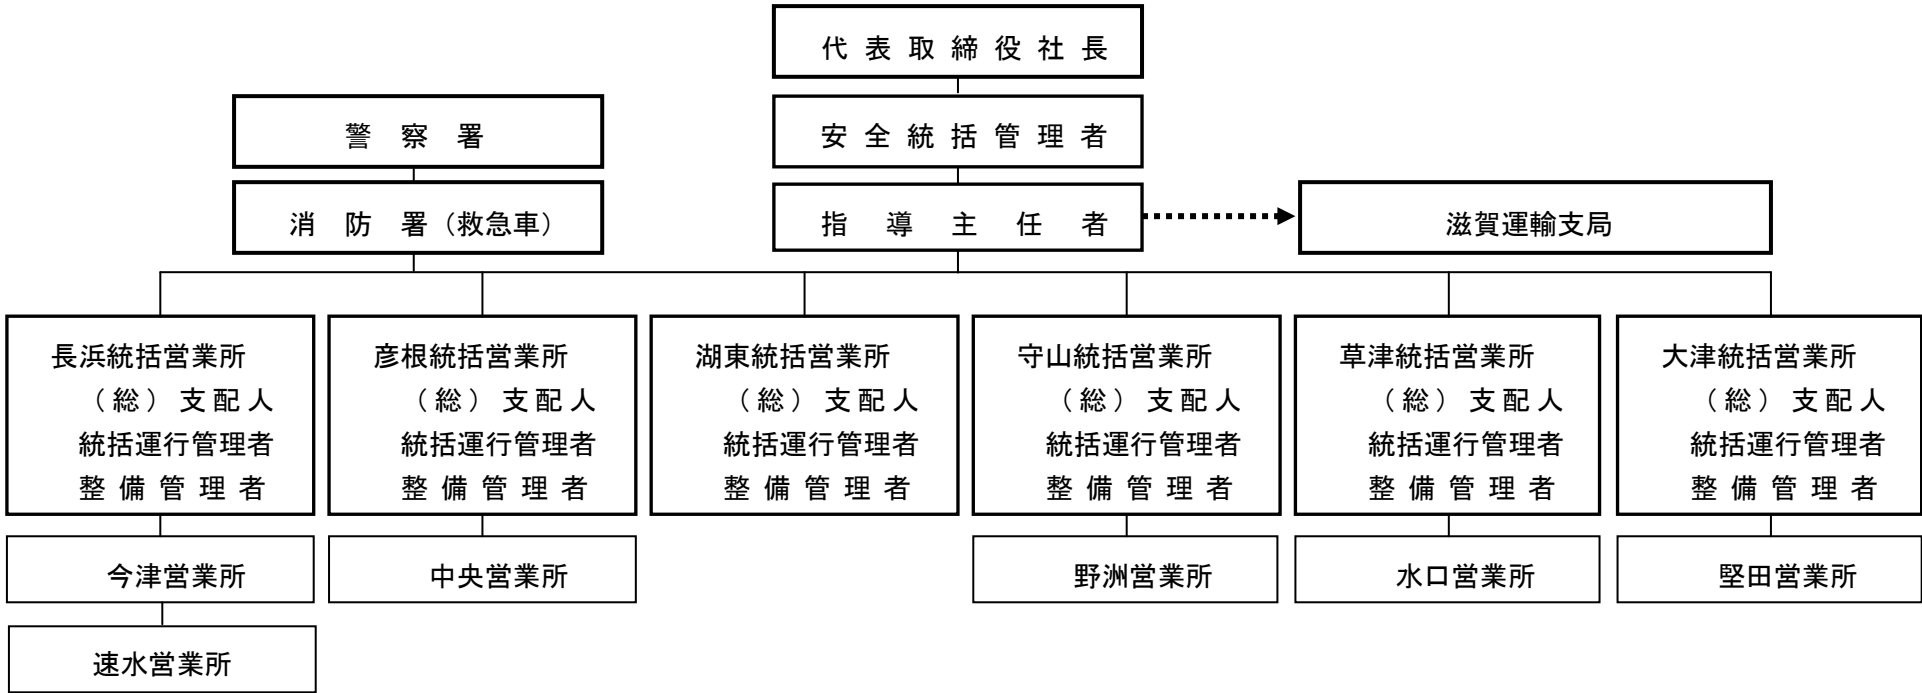 代表取締役社長
警察署
安全統括管理者
消防署（救急車）
指導主任者
滋賀運輸支局
長浜統括営業所
（総）支配人
統括運行管理者
整備管理者
彦根統括営業所
（総）支配人
統括運行管理者
整備管理者
湖東統括営業所
（総）支配人
統括運行管理者
整備管理者
守山統括営業所
（総）支配人
統括運行管理者
整備管理者
草津統括営業所
（総）支配人
統括運行管理者
整備管理者
大津統括営業所
（総）支配人
統括運行管理者
整備管理者
今津営業所
中央営業所
野洲営業所
水口営業所
堅田営業所
速水営業所